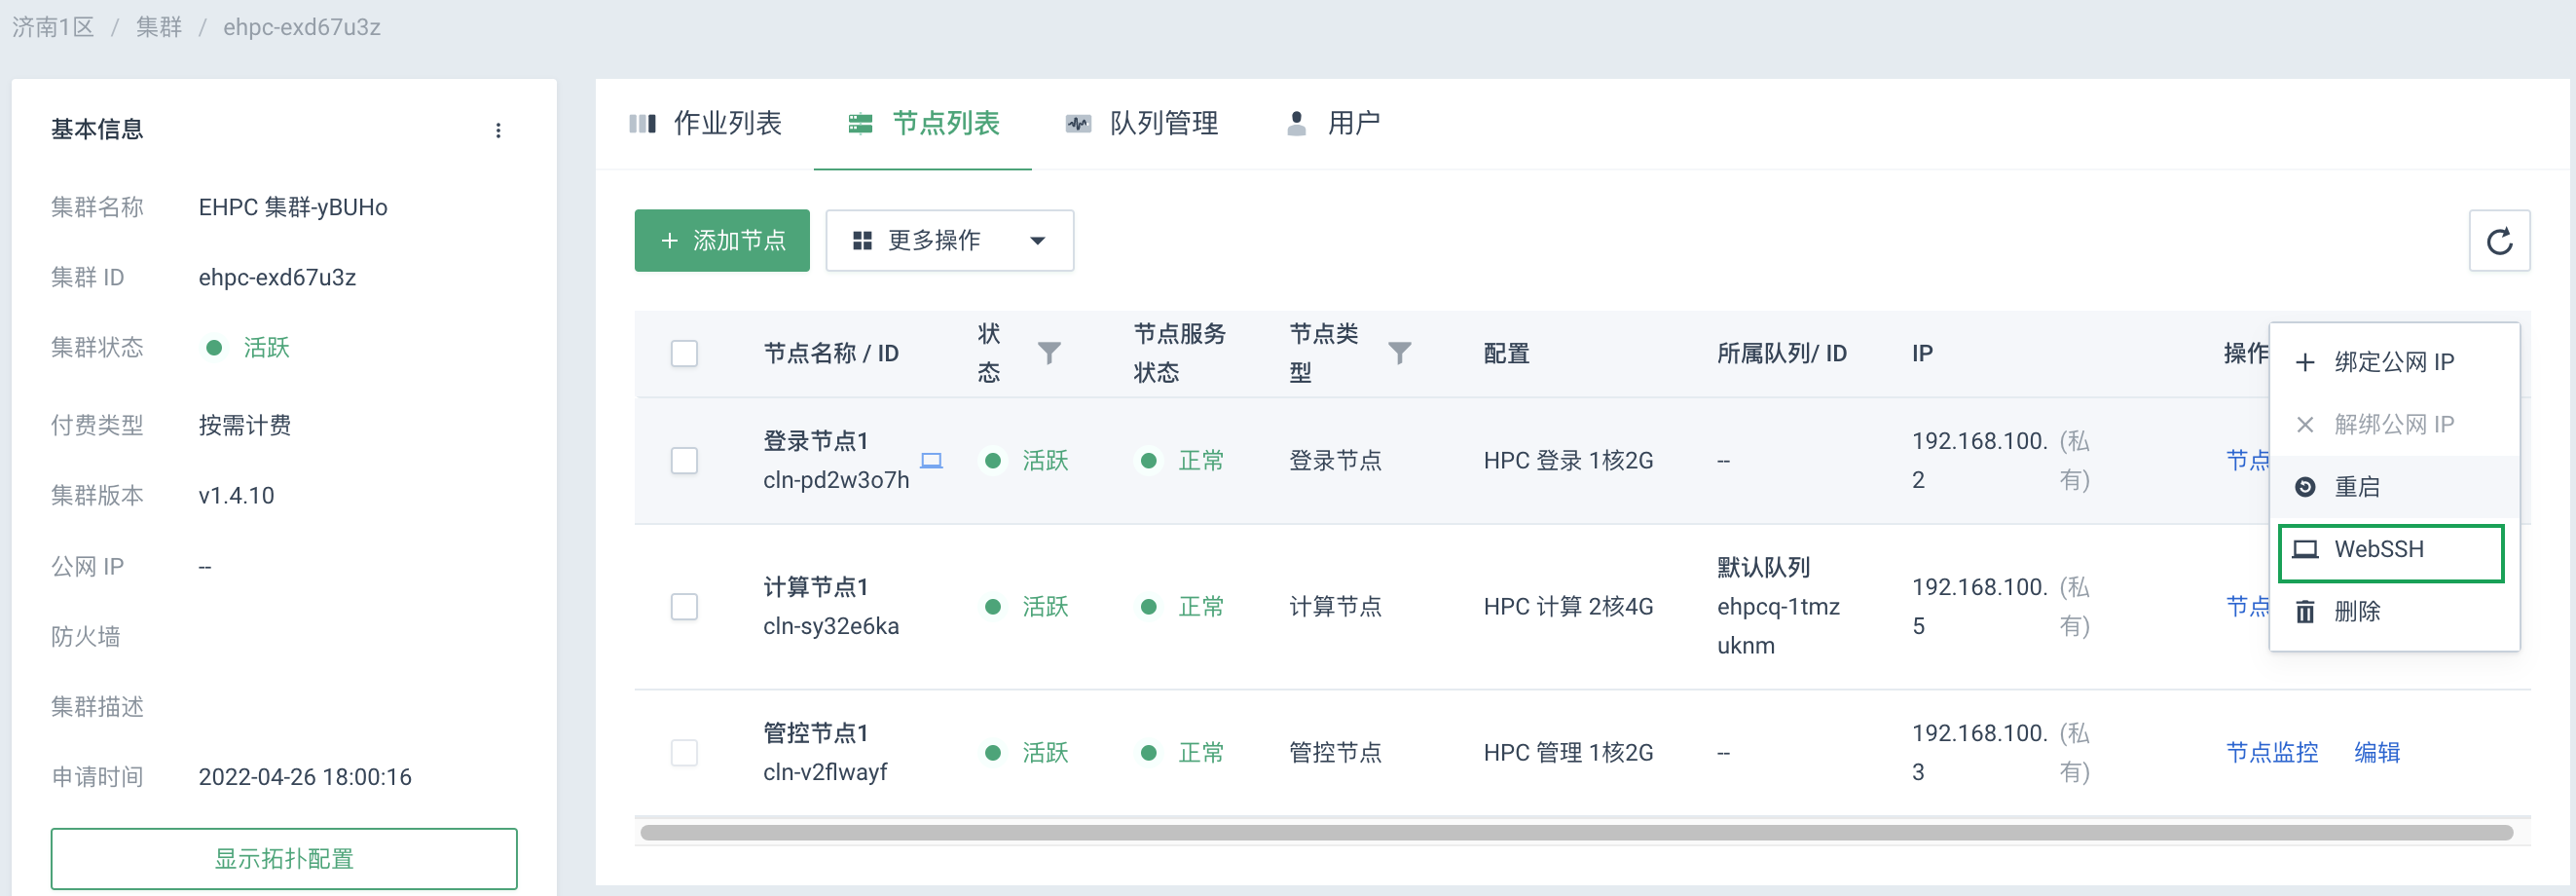 济南1区 / 集群 / ehpc-exd67u3z
基本信息
集群名称 EHPC 集群-yBUHo
集群 ID ehpc-exd67u3z
集群状态 活跃
付费类型 按需计费
集群版本 v1.4.10
公网 IP --
防火墙
集群描述
申请时间 2022-04-26 18:00:16
显示拓扑配置
作业列表 节点列表 队列管理 用户
+ 添加节点 更多操作
节点名称 / ID 状态 节点服务状态 节点类型 配置 所属队列/ ID IP 操作
登录节点1 cln-pd2w3o7h 活跃 正常 登录节点 HPC 登录 1核2G -- 192.168.100.2 (私有) 节点
计算节点1 cln-sy32e6ka 活跃 正常 计算节点 HPC 计算 2核4G 默认队列 ehpcq-1tmzuknm 192.168.100.5 (私有) 节点
管控节点1 cln-v2flwayf 活跃 正常 管控节点 HPC 管理 1核2G -- 192.168.100.3 (私有) 节点监控 编辑
绑定公网 IP
解绑公网 IP
重启
WebSSH
删除